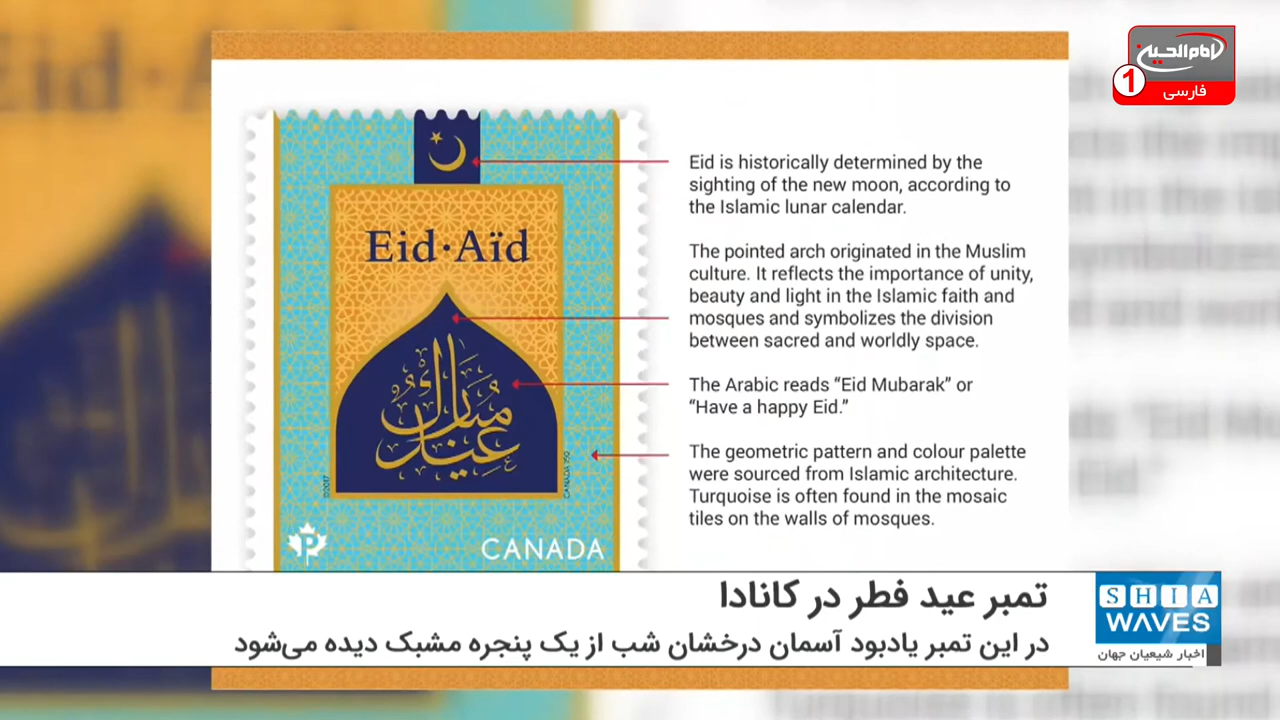 امام الحسین
1
فارسی
Eid·Aïd
مبارك
عيد
©2017
CANADA 150
P
CANADA
Eid is historically determined by the
sighting of the new moon, according to
the Islamic lunar calendar.
The pointed arch originated in the Muslim
culture. It reflects the importance of unity,
beauty and light in the Islamic faith and
mosques and symbolizes the division
between sacred and worldly space.
The Arabic reads “Eid Mubarak” or
“Have a happy Eid.”
The geometric pattern and colour palette
were sourced from Islamic architecture.
Turquoise is often found in the mosaic
tiles on the walls of mosques.
تمبر عید فطر در کانادا
در این تمبر یادبود آسمان درخشان شب از یک پنجره مشبک دیده می‌شود
SHIA
WAVES
اخبار شیعیان جهان